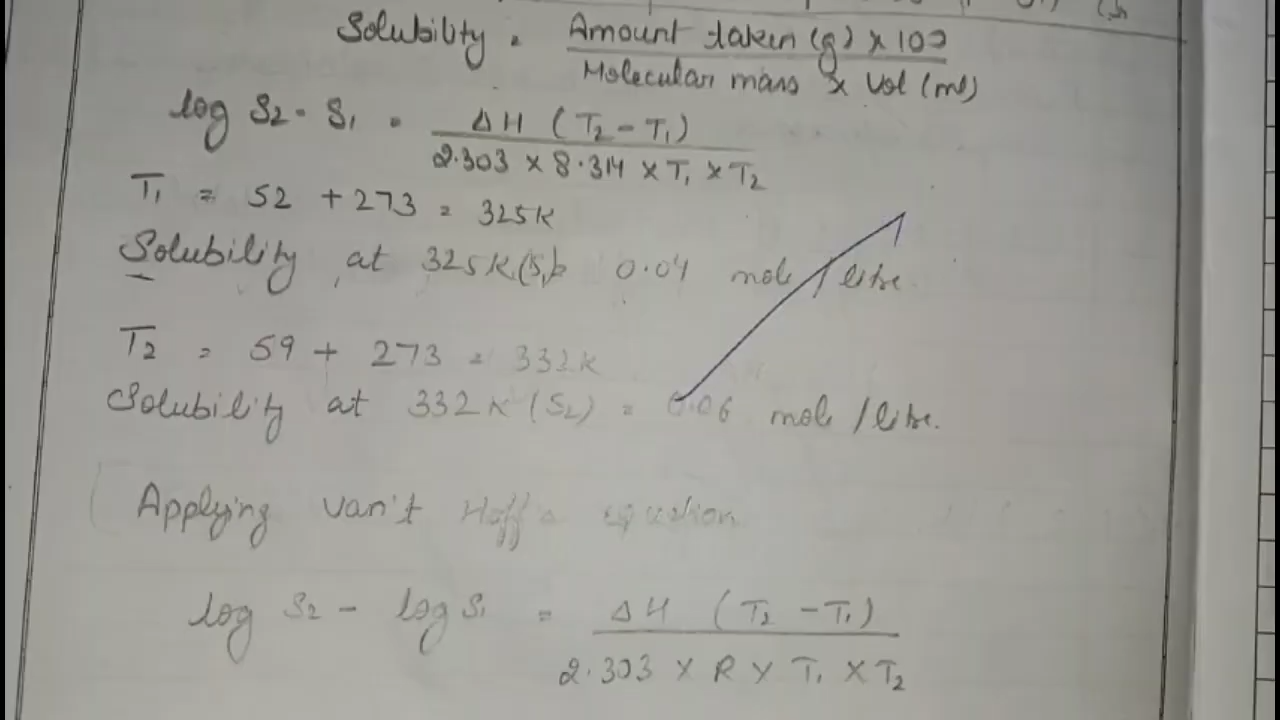 Solubility = Amount taken (g) × 100
Molecular mass × Vol (ml)
log S2 - S1 = ΔH (T2 - T1)
2.303 × 8.314 × T1 × T2
T1 = 52 + 273 = 325K
Solubility at 325K (S1) = 0.04 mole / litre
T2 = 59 + 273 = 332K
Solubility at 332K (S2) = 0.06 mole / litre.
Applying Van't Hoff's equation
log S2 - log S1 = ΔH (T2 - T1)
2.303 × R × T1 × T2